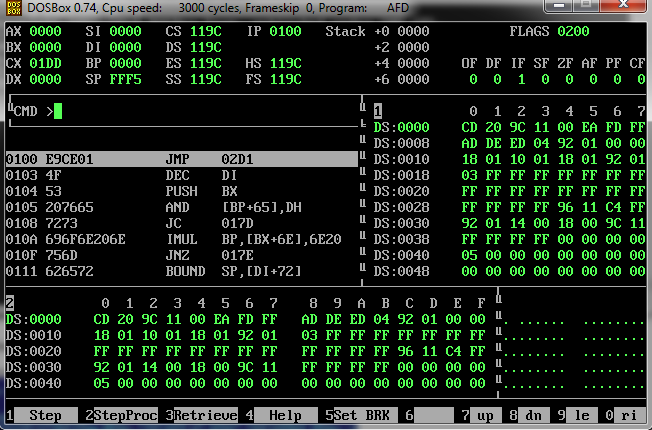 DOSBox 0.74, Cpu speed: 3000 cycles, Frameskip 0, Program: AFD
AX 0000 SI 0000 CS 119C IP 0100 Stack +0 0000 FLAGS 0200
BX 0000 DI 0000 DS 119C +2 0000
CX 01DD BP 0000 ES 119C HS 119C +4 0000 OF DF IF SF ZF AF PF CF
DX 0000 SP FFF5 SS 119C FS 119C +6 0000 0 0 1 0 0 0 0 0
CMD > 1 0 1 2 3 4 5 6 7
DS:0000 CD 20 9C 11 00 EA FD FF
DS:0008 AD DE ED 04 92 01 00 00
0100 E9CE01 JMP 02D1 DS:0010 18 01 10 01 18 01 92 01
0103 4F DEC DI DS:0018 03 FF FF FF FF FF FF FF
0104 53 PUSH BX DS:0020 FF FF FF FF FF FF FF FF
0105 207665 AND [BP+65],DH DS:0028 FF FF FF FF 96 11 C4 FF
0108 7273 JC 017D DS:0030 92 01 14 00 18 00 9C 11
010A 696F6E206E IMUL BP,[BX+6E],6E20 DS:0038 FF FF FF FF 00 00 00 00
010F 756D JNZ 017E DS:0040 05 00 00 00 00 00 00 00
0111 626572 BOUND SP,[DI+72] DS:0048 00 00 00 00 00 00 00 00
2 0 1 2 3 4 5 6 7 8 9 A B C D E F
DS:0000 CD 20 9C 11 00 EA FD FF AD DE ED 04 92 01 00 00 ........ ........
DS:0010 18 01 10 01 18 01 92 01 03 FF FF FF FF FF FF FF ........ ........
DS:0020 FF FF FF FF FF FF FF FF FF FF FF FF 96 11 C4 FF ........ ........
DS:0030 92 01 14 00 18 00 9C 11 FF FF FF FF 00 00 00 00 ........ ........
DS:0040 05 00 00 00 00 00 00 00 00 00 00 00 00 00 00 00 ........ ........
1 Step 2StepProc 3Retrieve 4 Help 5Set BRK 6 7 up 8 dn 9 le 0 ri